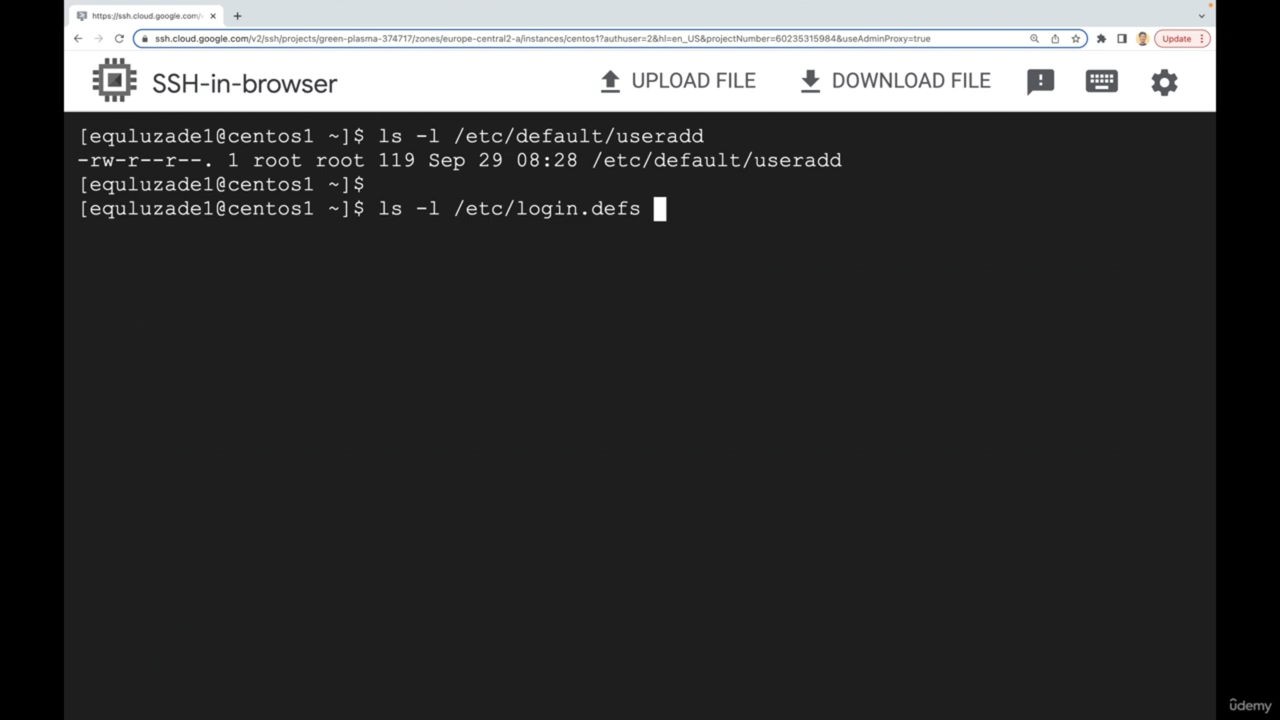 https://ssh.cloud.google.com/v
ssh.cloud.google.com/v2/ssh/projects/green-plasma-374717/zones/europe-central2-a/instances/centos1?authuser=2&hl=en_US&projectNumber=60235315984&useAdminProxy=true
Update
SSH-in-browser
UPLOAD FILE
DOWNLOAD FILE
[equluzade1@centos1 ~]$ ls -l /etc/default/useradd
-rw-r--r--. 1 root root 119 Sep 29 08:28 /etc/default/useradd
[equluzade1@centos1 ~]$
[equluzade1@centos1 ~]$ ls -l /etc/login.defs
ûdemy